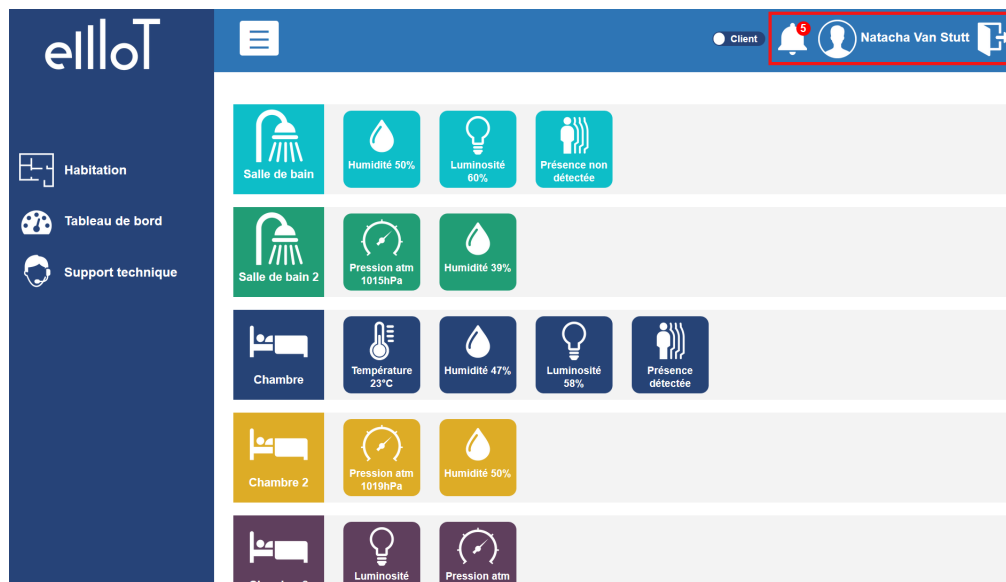 elIIoT
Client
5
Natacha Van Stutt
Habitation
Tableau de bord
Support technique
Salle de bain
Humidité 50%
Luminosité
60%
Présence non
détectée
Salle de bain 2
Pression atm
1015hPa
Humidité 39%
Chambre
Température
23°C
Humidité 47%
Luminosité
58%
Présence
détectée
Chambre 2
Pression atm
1019hPa
Humidité 50%
Luminosité
Pression atm